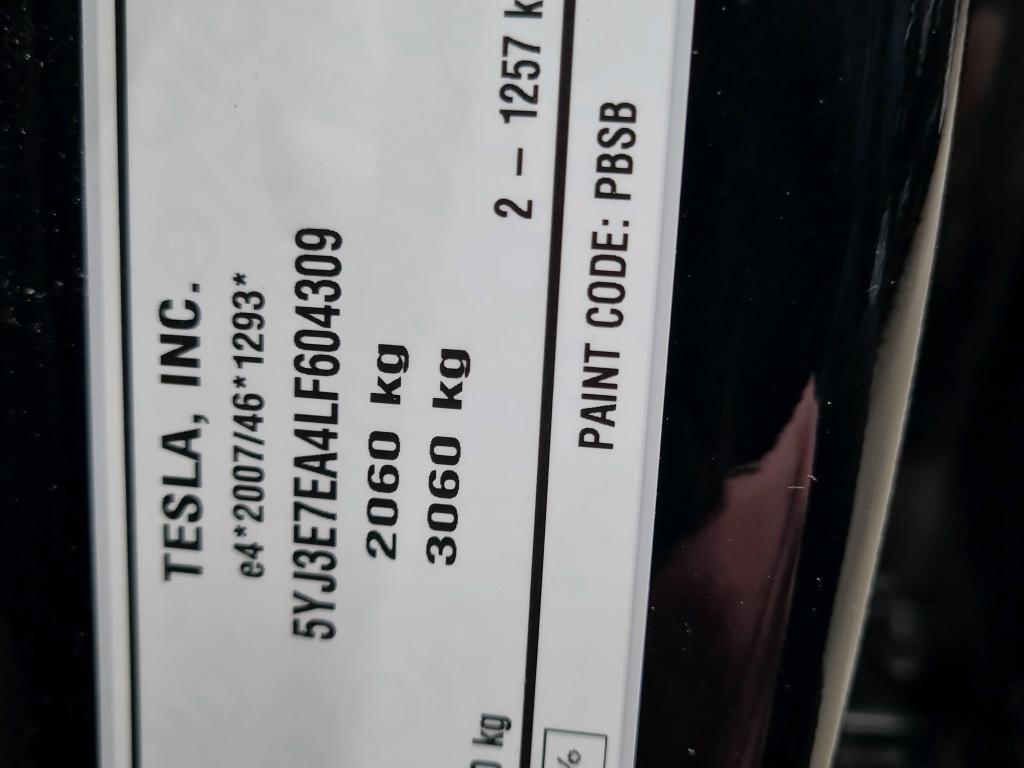 TESLA, INC.
e4*2007/46*1293*
5YJ3E7EA4LF604309
2060 kg
3060 kg
kg 2 – 1257 k
% PAINT CODE: PBSB